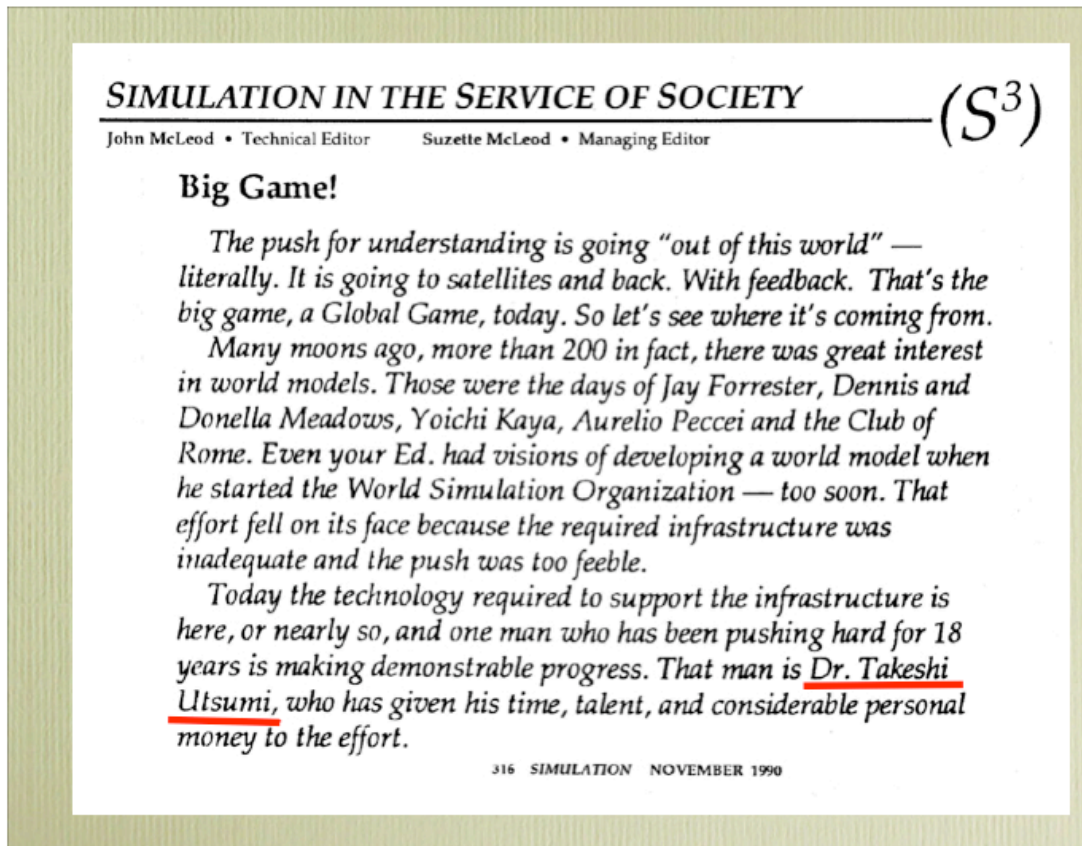 SIMULATION IN THE SERVICE OF SOCIETY
(S³)
John McLeod • Technical Editor Suzette McLeod • Managing Editor
Big Game!
The push for understanding is going "out of this world" —
literally. It is going to satellites and back. With feedback. That's the
big game, a Global Game, today. So let's see where it's coming from.
Many moons ago, more than 200 in fact, there was great interest
in world models. Those were the days of Jay Forrester, Dennis and
Donella Meadows, Yoichi Kaya, Aurelio Peccei and the Club of
Rome. Even your Ed. had visions of developing a world model when
he started the World Simulation Organization — too soon. That
effort fell on its face because the required infrastructure was
inadequate and the push was too feeble.
Today the technology required to support the infrastructure is
here, or nearly so, and one man who has been pushing hard for 18
years is making demonstrable progress. That man is Dr. Takeshi
Utsumi, who has given his time, talent, and considerable personal
money to the effort.
316 SIMULATION NOVEMBER 1990